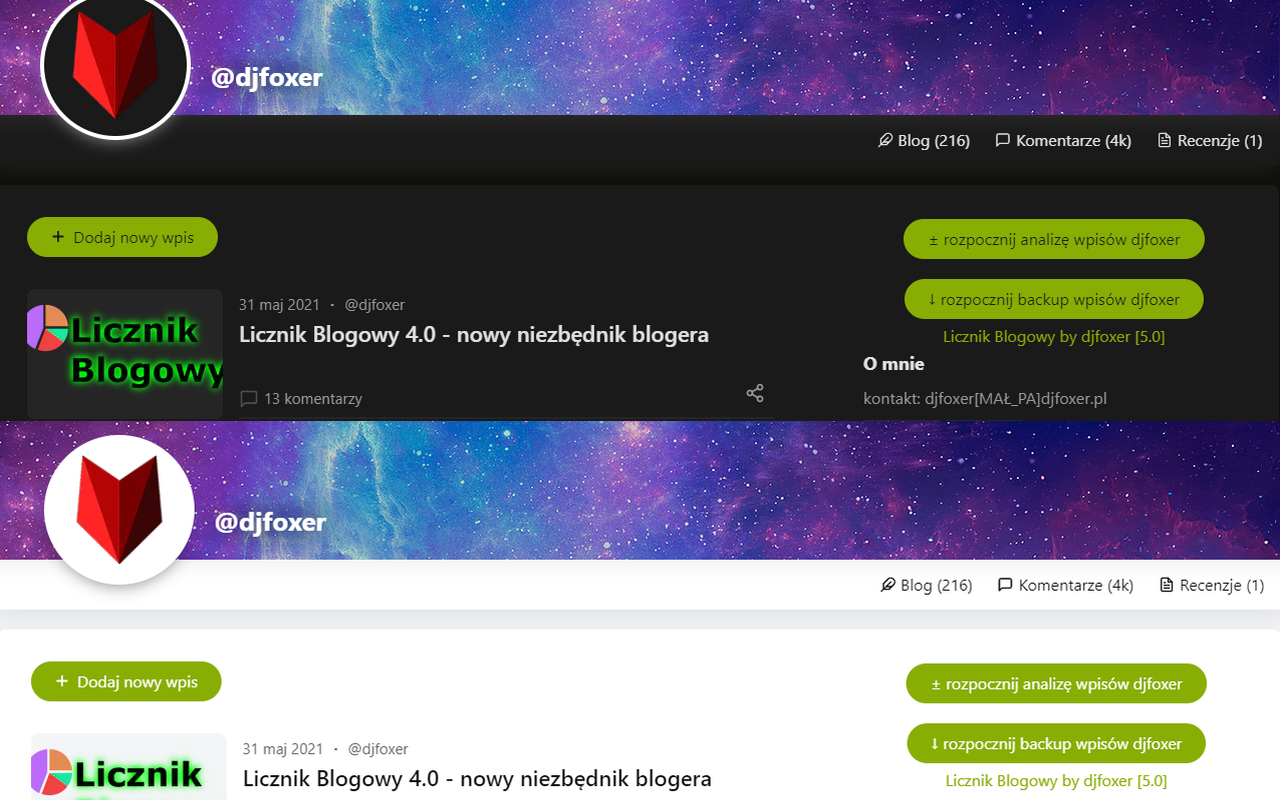 @djfoxer
Blog (216) Komentarze (4k) Recenzje (1)
+ Dodaj nowy wpis
± rozpocznij analizę wpisów djfoxer
↓ rozpocznij backup wpisów djfoxer
Licznik Blogowy by djfoxer [5.0]
31 maj 2021 · @djfoxer
Licznik Blogowy 4.0 - nowy niezbędnik blogera
Licznik
Blogowy
13 komentarzy
O mnie
kontakt: djfoxer[MAŁ_PA]djfoxer.pl
@djfoxer
Blog (216) Komentarze (4k) Recenzje (1)
+ Dodaj nowy wpis
± rozpocznij analizę wpisów djfoxer
↓ rozpocznij backup wpisów djfoxer
Licznik Blogowy by djfoxer [5.0]
31 maj 2021 · @djfoxer
Licznik Blogowy 4.0 - nowy niezbędnik blogera
Licznik